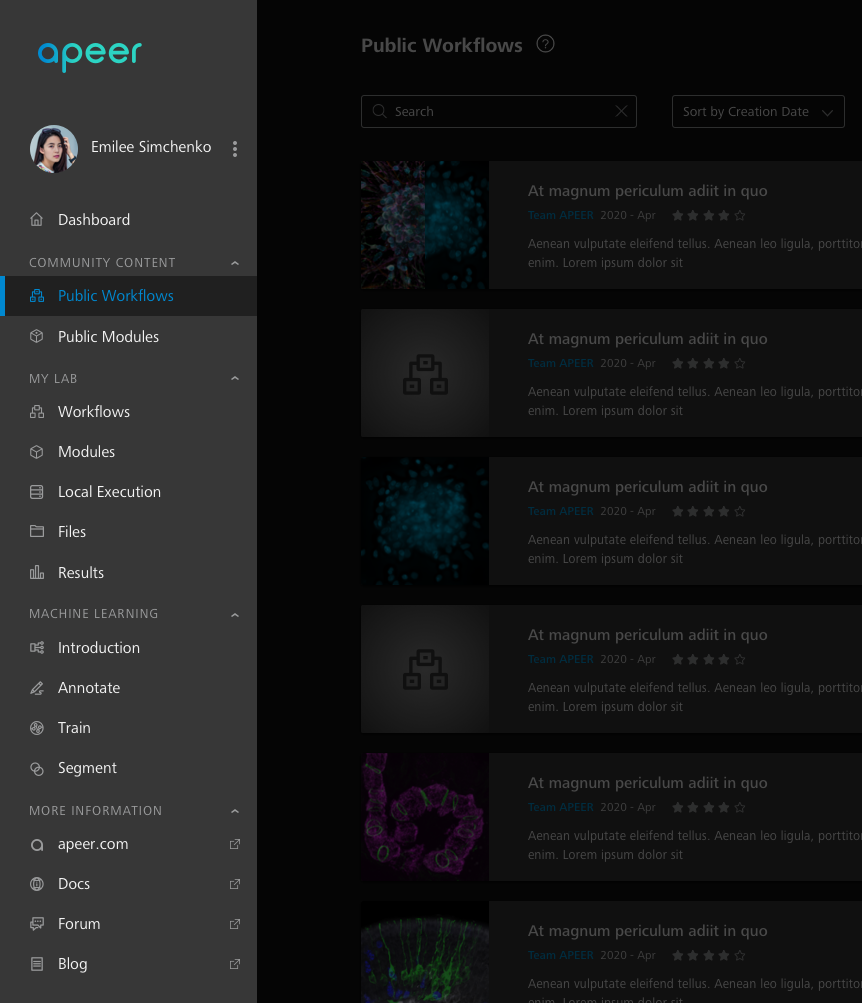 apeer
Emilee Simchenko
Dashboard
COMMUNITY CONTENT
Public Workflows
Public Modules
MY LAB
Workflows
Modules
Local Execution
Files
Results
MACHINE LEARNING
Introduction
Annotate
Train
Segment
MORE INFORMATION
apeer.com
Docs
Forum
Blog
Public Workflows ?
Search
Sort by Creation Date
At magnum periculum adiit in quo
Team APEER 2020 - Apr
Aenean vulputate eleifend tellus. Aenean leo ligula, porttito
enim. Lorem ipsum dolor sit
At magnum periculum adiit in quo
Team APEER 2020 - Apr
Aenean vulputate eleifend tellus. Aenean leo ligula, porttito
enim. Lorem ipsum dolor sit
At magnum periculum adiit in quo
Team APEER 2020 - Apr
Aenean vulputate eleifend tellus. Aenean leo ligula, porttito
enim. Lorem ipsum dolor sit
At magnum periculum adiit in quo
Team APEER 2020 - Apr
Aenean vulputate eleifend tellus. Aenean leo ligula, porttito
enim. Lorem ipsum dolor sit
At magnum periculum adiit in quo
Team APEER 2020 - Apr
Aenean vulputate eleifend tellus. Aenean leo ligula, porttito
enim. Lorem ipsum dolor sit
At magnum periculum adiit in quo
Team APEER 2020 - Apr
Aenean vulputate eleifend tellus. Aenean leo ligula, porttito
enim. Lorem ipsum dolor sit